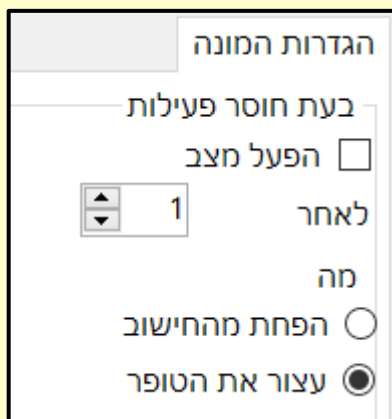 הגדרות המונה
בעת חוסר פעילות
הפעל מצב
לאחר 1
מה
הפחת מהחישוב
עצור את הטופר